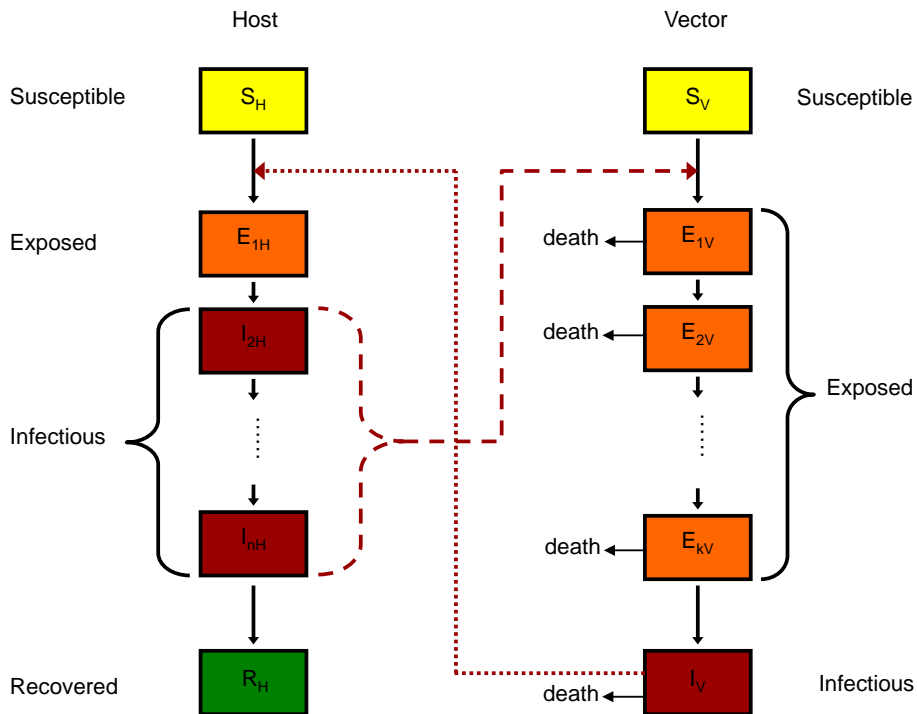 Host Vector
Susceptible S_H S_V Susceptible
Exposed E_1H death E_1V
I_2H death E_2V
Infectious Exposed
I_nH death E_kV
Recovered R_H death I_V Infectious